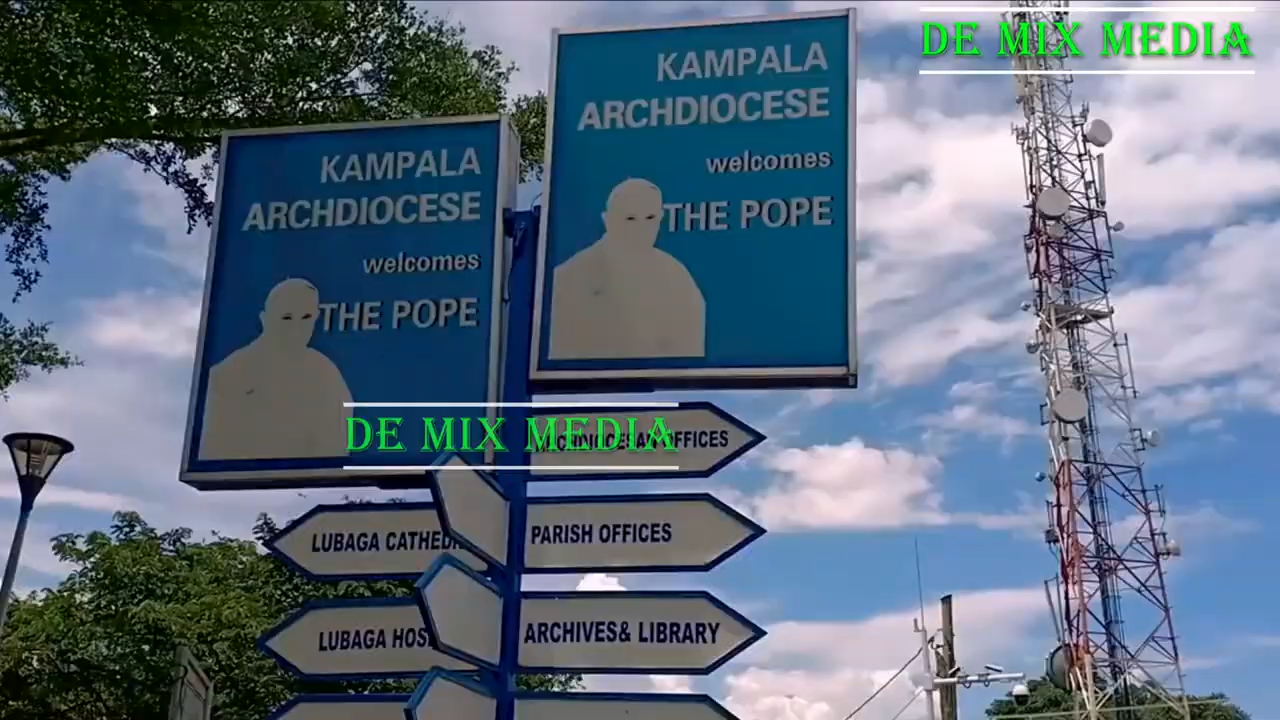 DE MIX MEDIA
KAMPALA
ARCHDIOCESE
welcomes
THE POPE
KAMPALA
ARCHDIOCESE
welcomes
THE POPE
DE MIX MEDIA
OFFICES
LUBAGA
PARISH OFFICES
LUBAGA
ARCHIVES& LIBRARY